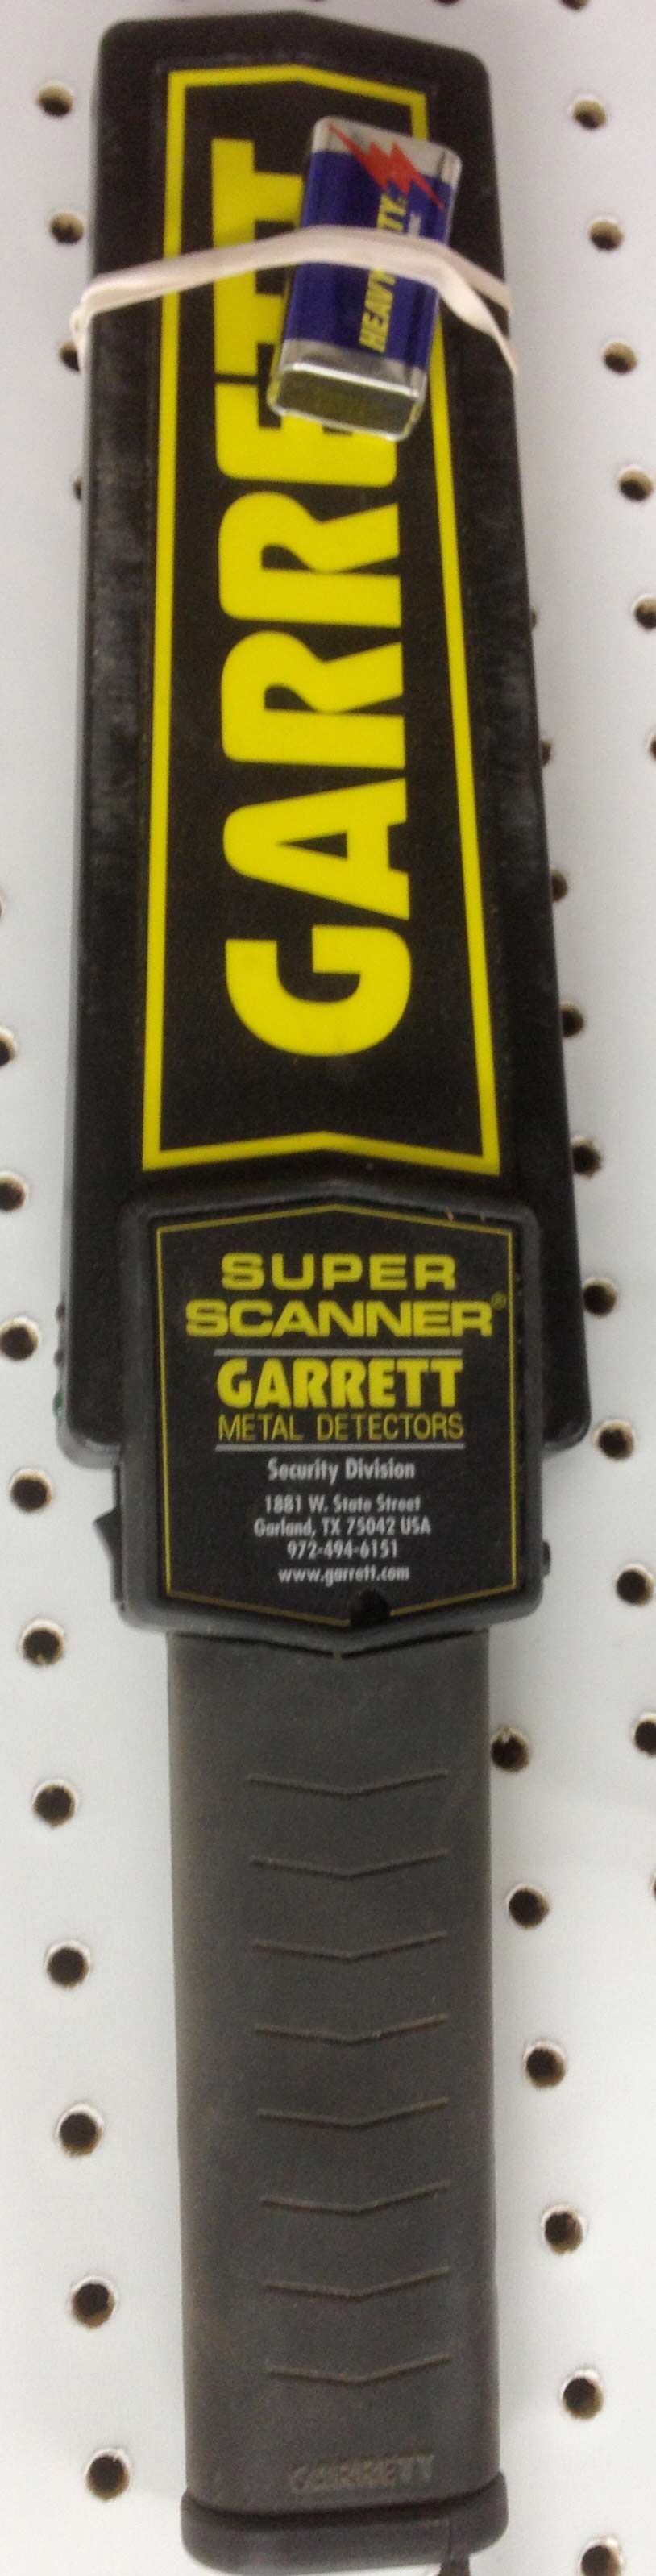 GARRETT
HEAVY
SUPER
SCANNER®
GARRETT
METAL DETECTORS
Security Division
1881 W. State Street
Garland, TX 75042 USA
972-494-6151
www.garrett.com
GARRETT